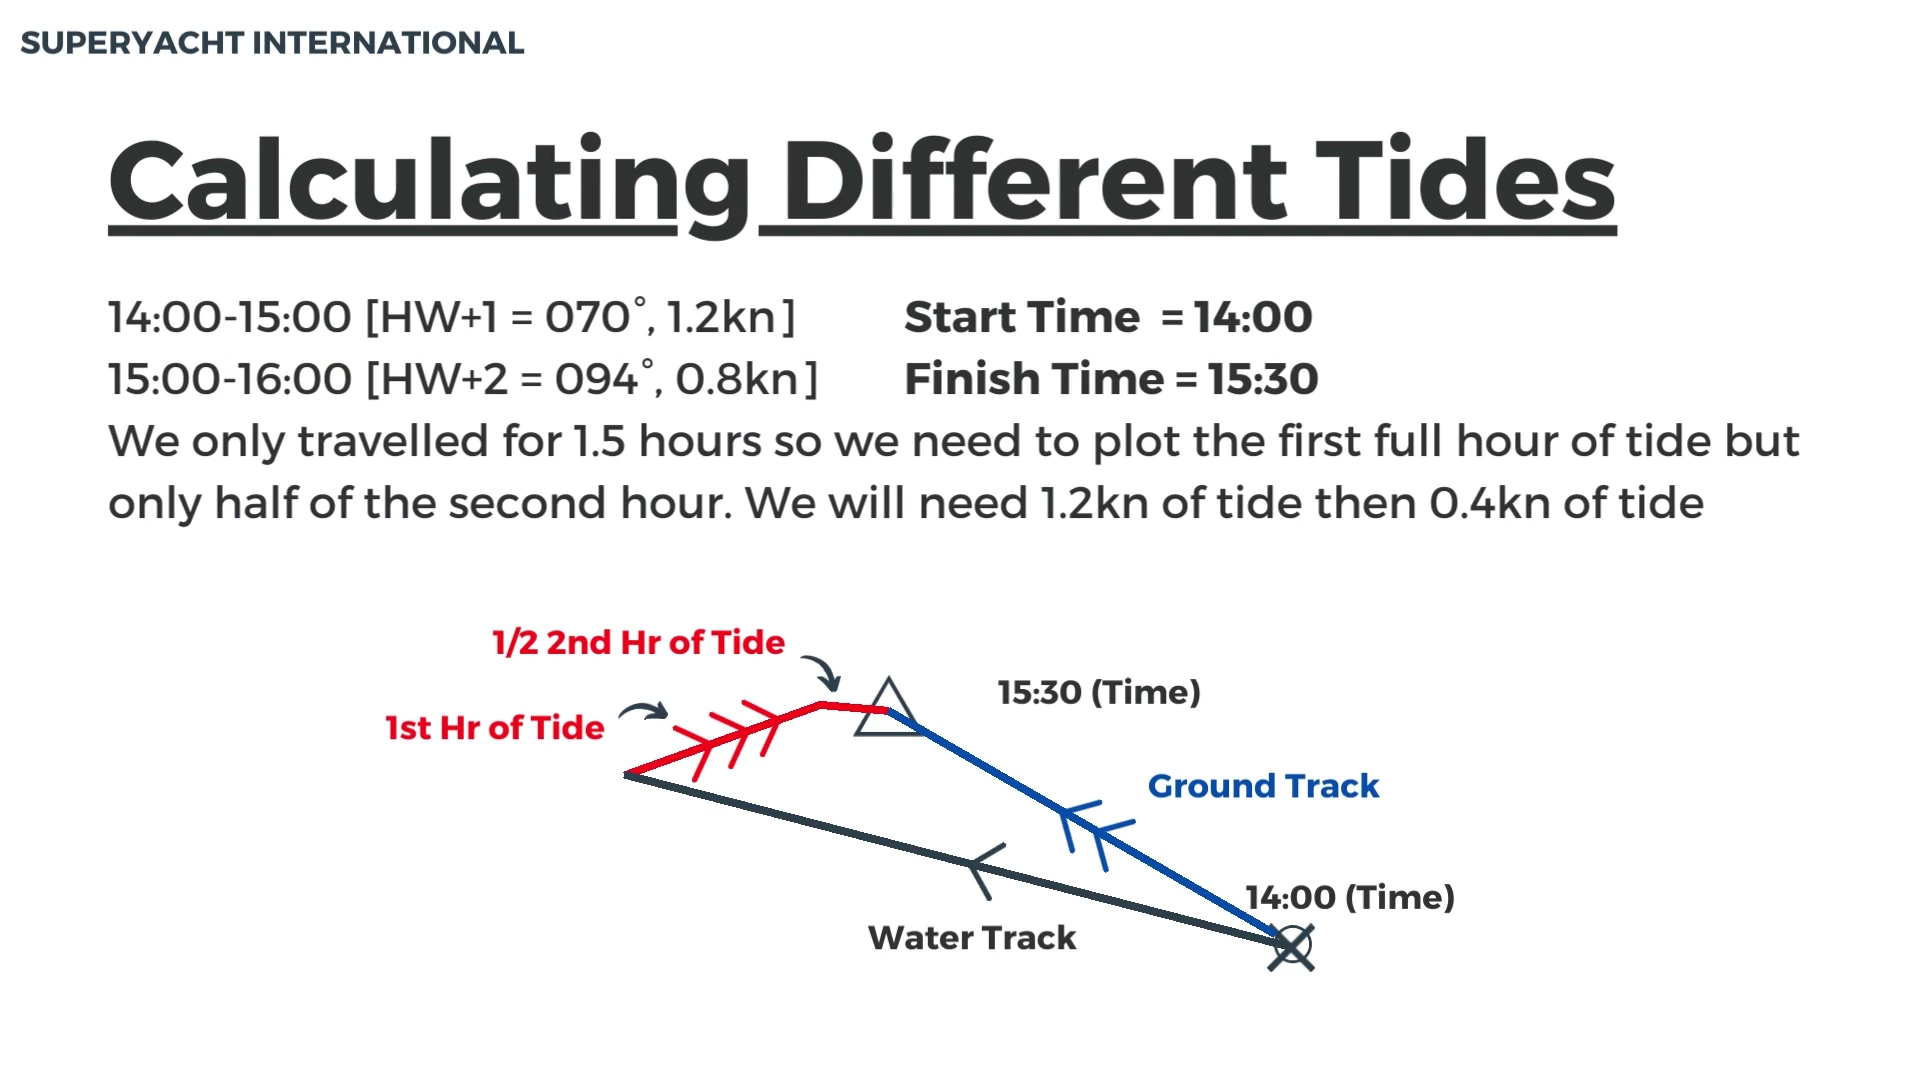 SUPERYACHT INTERNATIONAL
Calculating Different Tides
14:00-15:00 [HW+1 = 070°, 1.2kn]
Start Time = 14:00
15:00-16:00 [HW+2 = 094°, 0.8kn]
Finish Time = 15:30
We only travelled for 1.5 hours so we need to plot the first full hour of tide but
only half of the second hour. We will need 1.2kn of tide then 0.4kn of tide
1/2 2nd Hr of Tide
15:30 (Time)
1st Hr of Tide
Ground Track
14:00 (Time)
Water Track